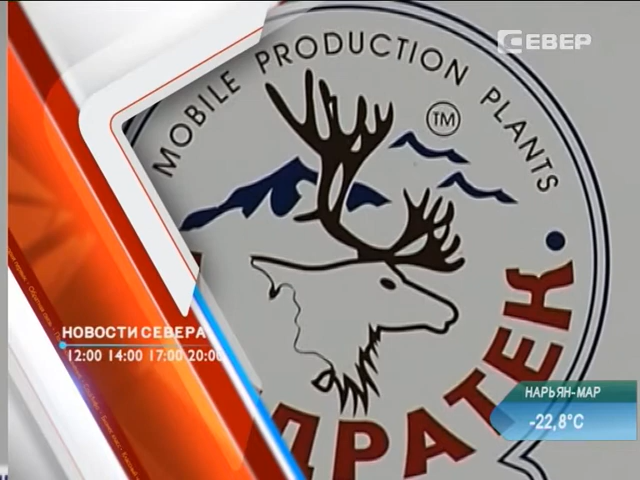 СЕВЕР
MOBILE PRODUCTION PLANTS
TM
ДРАТЕК
НОВОСТИ СЕВЕРА
12:00 14:00 17:00 20:00
НАРЬЯН-МАР
-22,8°C